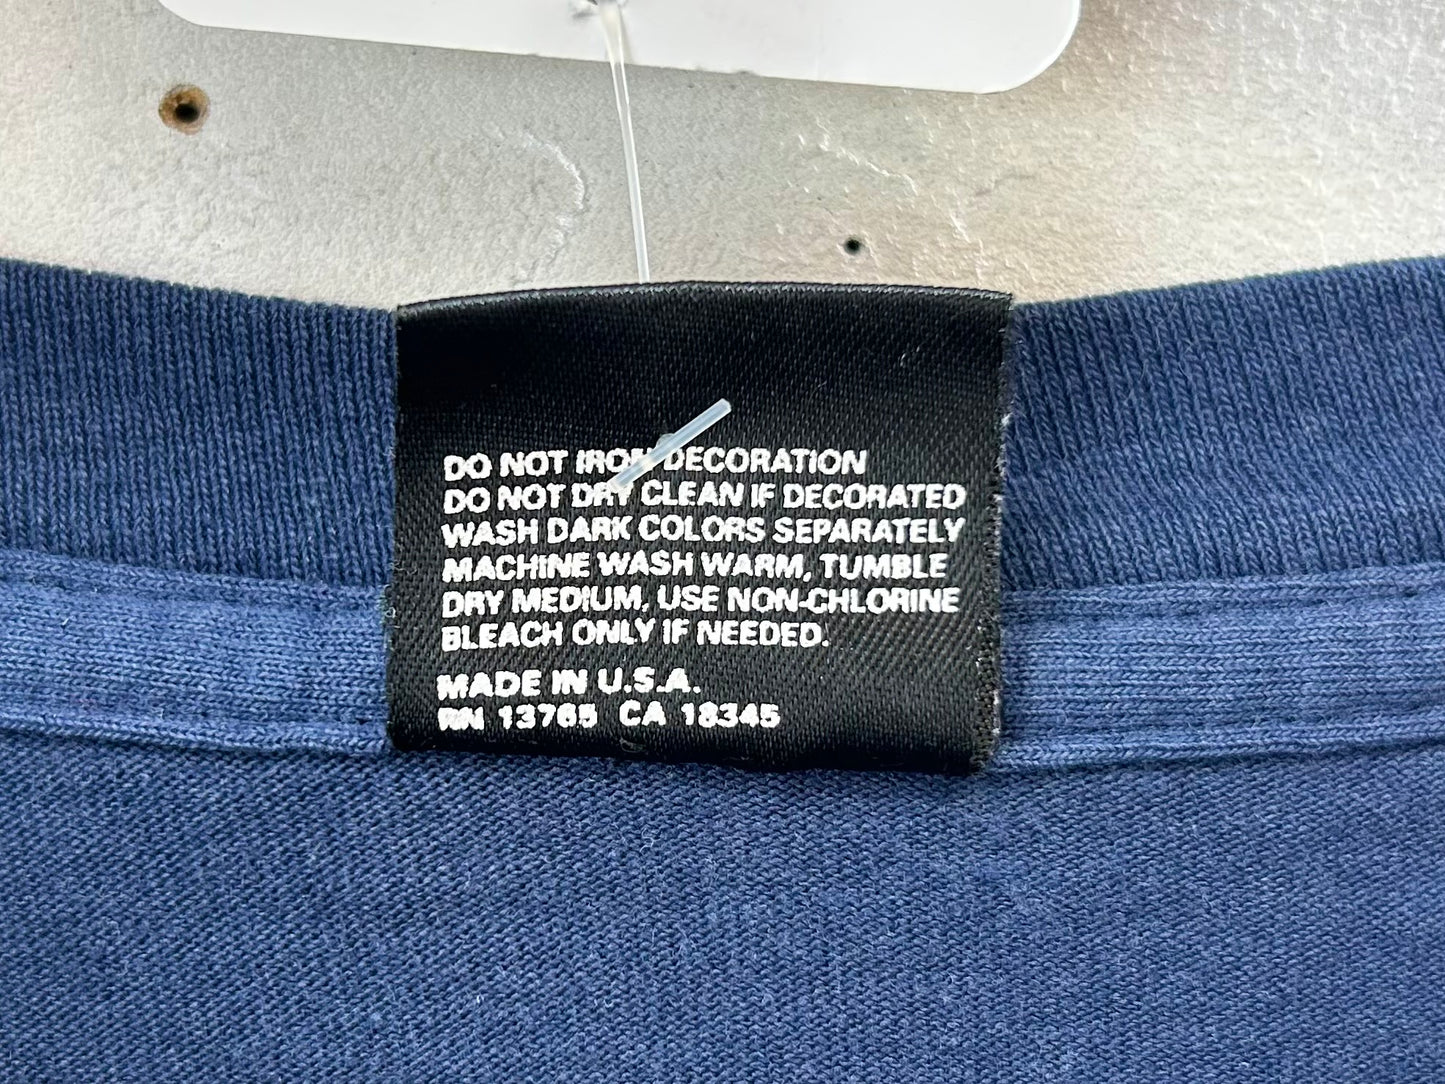 DO NOT IRON DECORATION
DO NOT DRY CLEAN IF DECORATED
WASH DARK COLORS SEPARATELY
MACHINE WASH WARM, TUMBLE
DRY MEDIUM, USE NON-CHLORINE
BLEACH ONLY IF NEEDED.
MADE IN U.S.A.
RN 13765 CA 18345